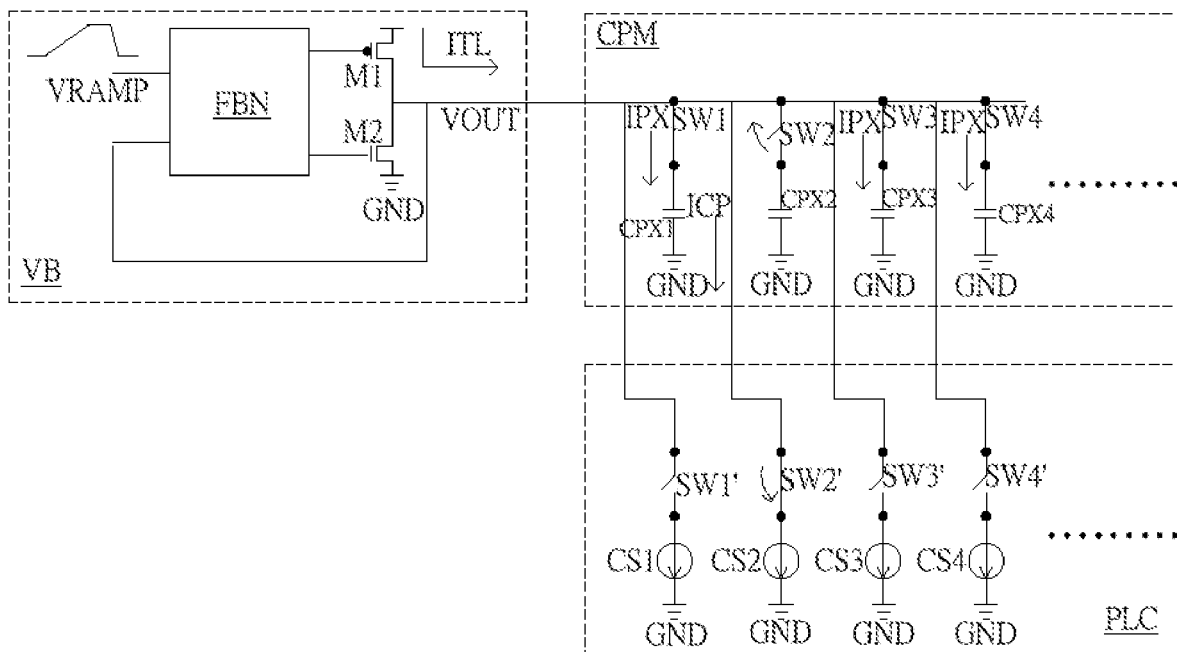 VRAMP
FBN
M1
M2
GND
ITL
VOUT
VB
CPM
IPX SW1
SW2
IPX SW3
IPX SW4
CPX1
ICP
CPX2
CPX3
CPX4
GND
GND
GND
GND
SW1'
SW2'
SW3'
SW4'
CS1
CS2
CS3
CS4
GND
GND
GND
GND
PLC